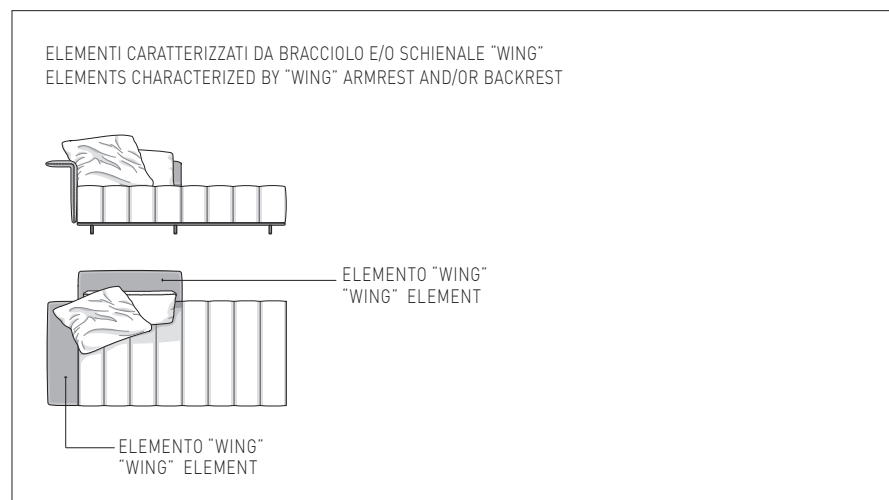 ELEMENTI CARATTERIZZATI DA BRACCIOLO E/O SCHIENALE “WING”
ELEMENTS CHARACTERIZED BY “WING” ARMREST AND/OR BACKREST
ELEMENTO “WING”
“WING” ELEMENT
ELEMENTO “WING”
“WING” ELEMENT